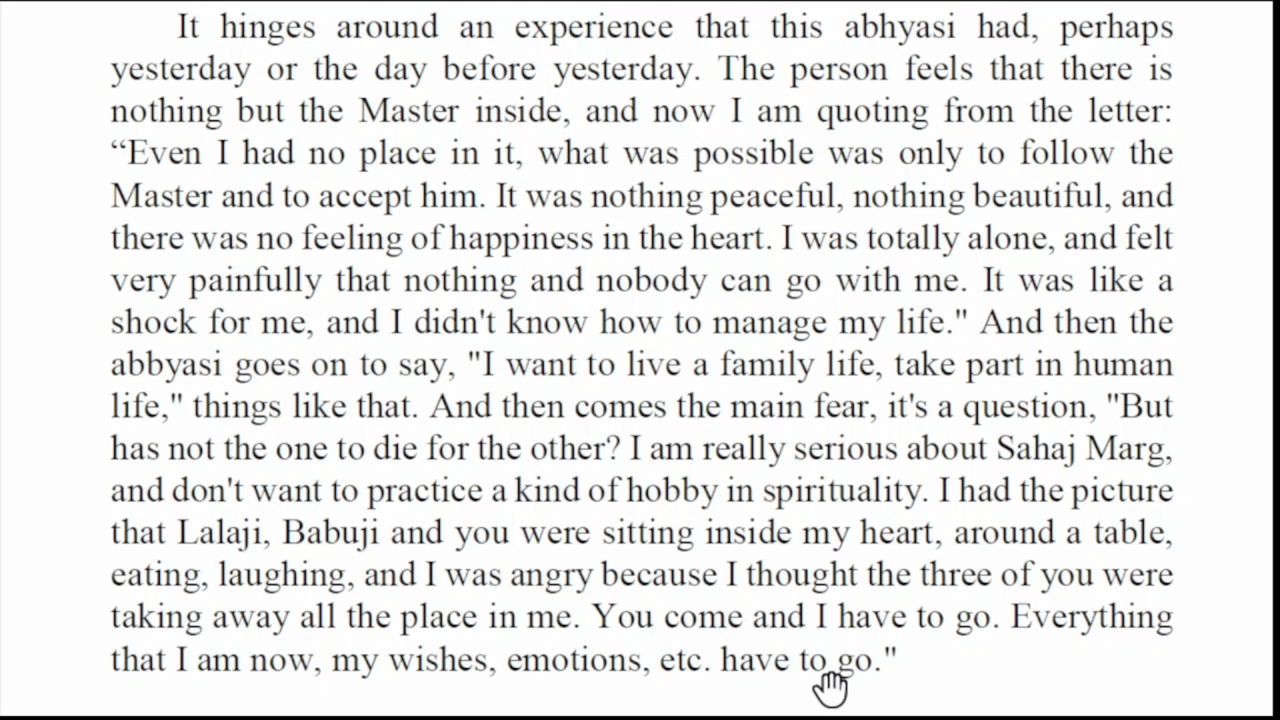 It hinges around an experience that this abhyasi had, perhaps
yesterday or the day before yesterday. The person feels that there is
nothing but the Master inside, and now I am quoting from the letter:
“Even I had no place in it, what was possible was only to follow the
Master and to accept him. It was nothing peaceful, nothing beautiful, and
there was no feeling of happiness in the heart. I was totally alone, and felt
very painfully that nothing and nobody can go with me. It was like a
shock for me, and I didn't know how to manage my life." And then the
abbyasi goes on to say, "I want to live a family life, take part in human
life," things like that. And then comes the main fear, it's a question, "But
has not the one to die for the other? I am really serious about Sahaj Marg,
and don't want to practice a kind of hobby in spirituality. I had the picture
that Lalaji, Babuji and you were sitting inside my heart, around a table,
eating, laughing, and I was angry because I thought the three of you were
taking away all the place in me. You come and I have to go. Everything
that I am now, my wishes, emotions, etc. have to go."